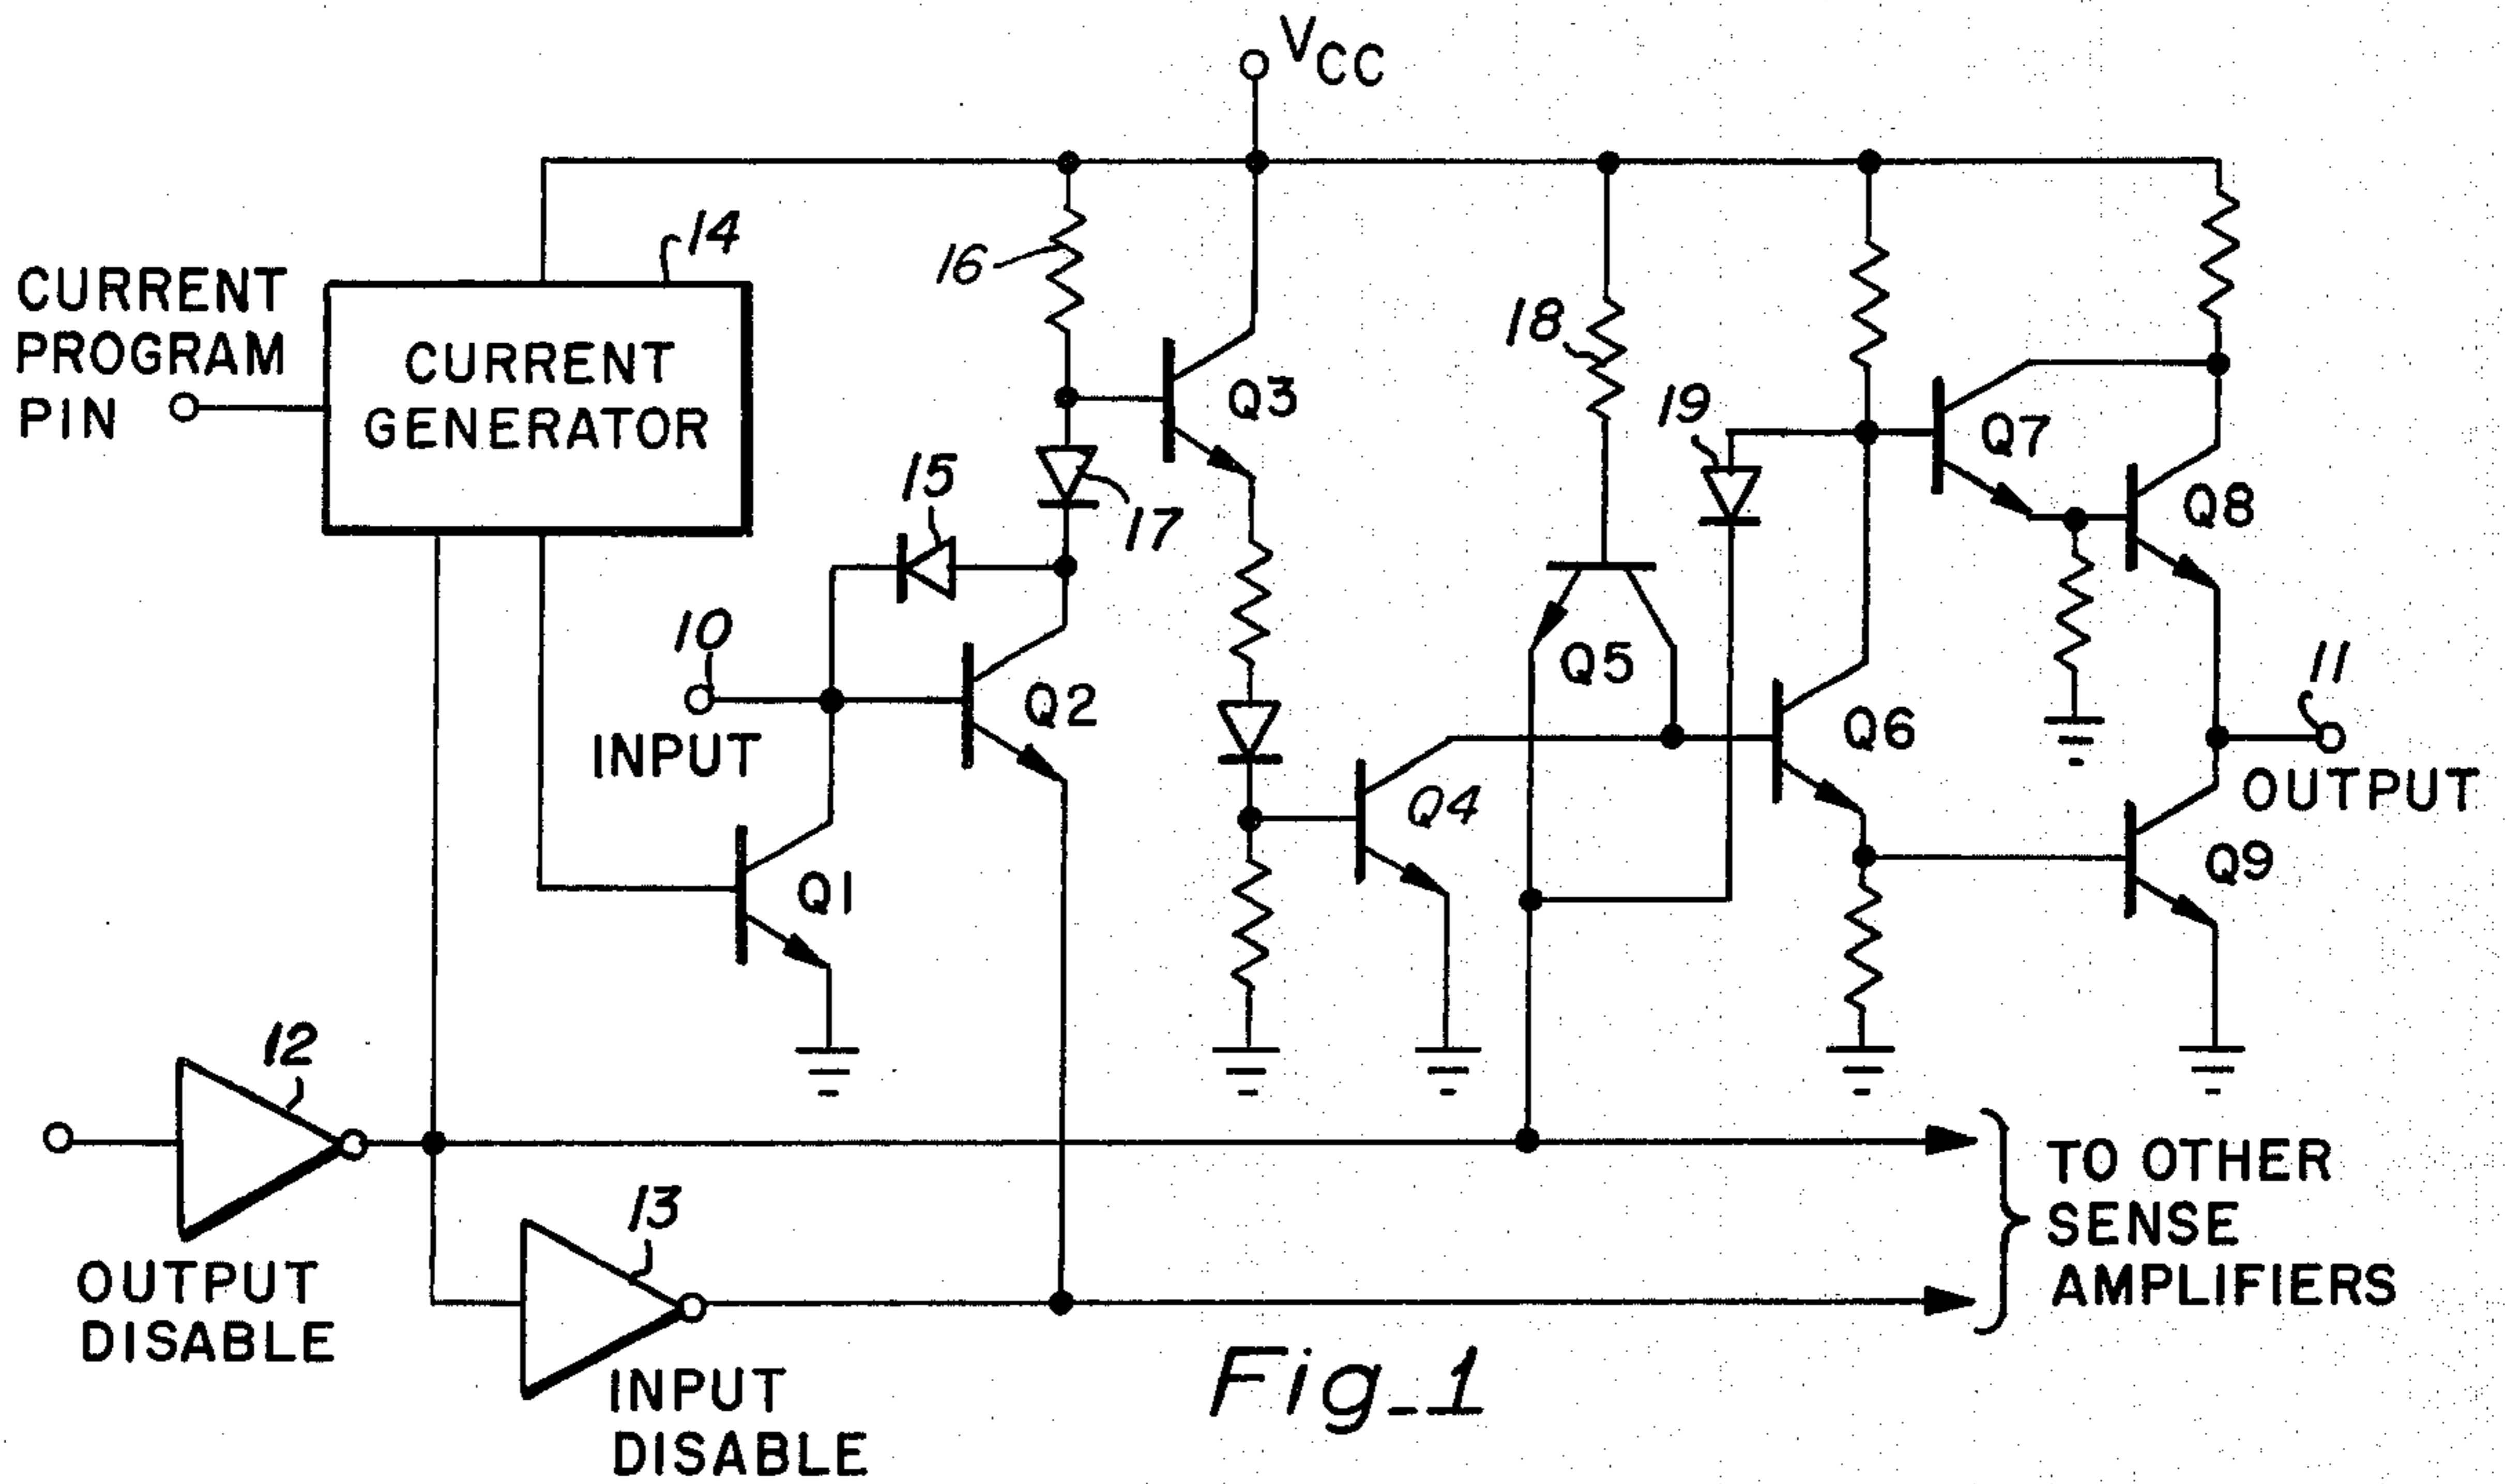 VCC
14
16
CURRENT
PROGRAM
PIN
CURRENT
GENERATOR
18
Q3
19
Q7
15
17
Q8
10
INPUT
Q2
Q5
Q6
11
OUTPUT
Q4
Q1
Q9
12
OUTPUT
DISABLE
13
INPUT
DISABLE
TO OTHER
SENSE
AMPLIFIERS
Fig_1